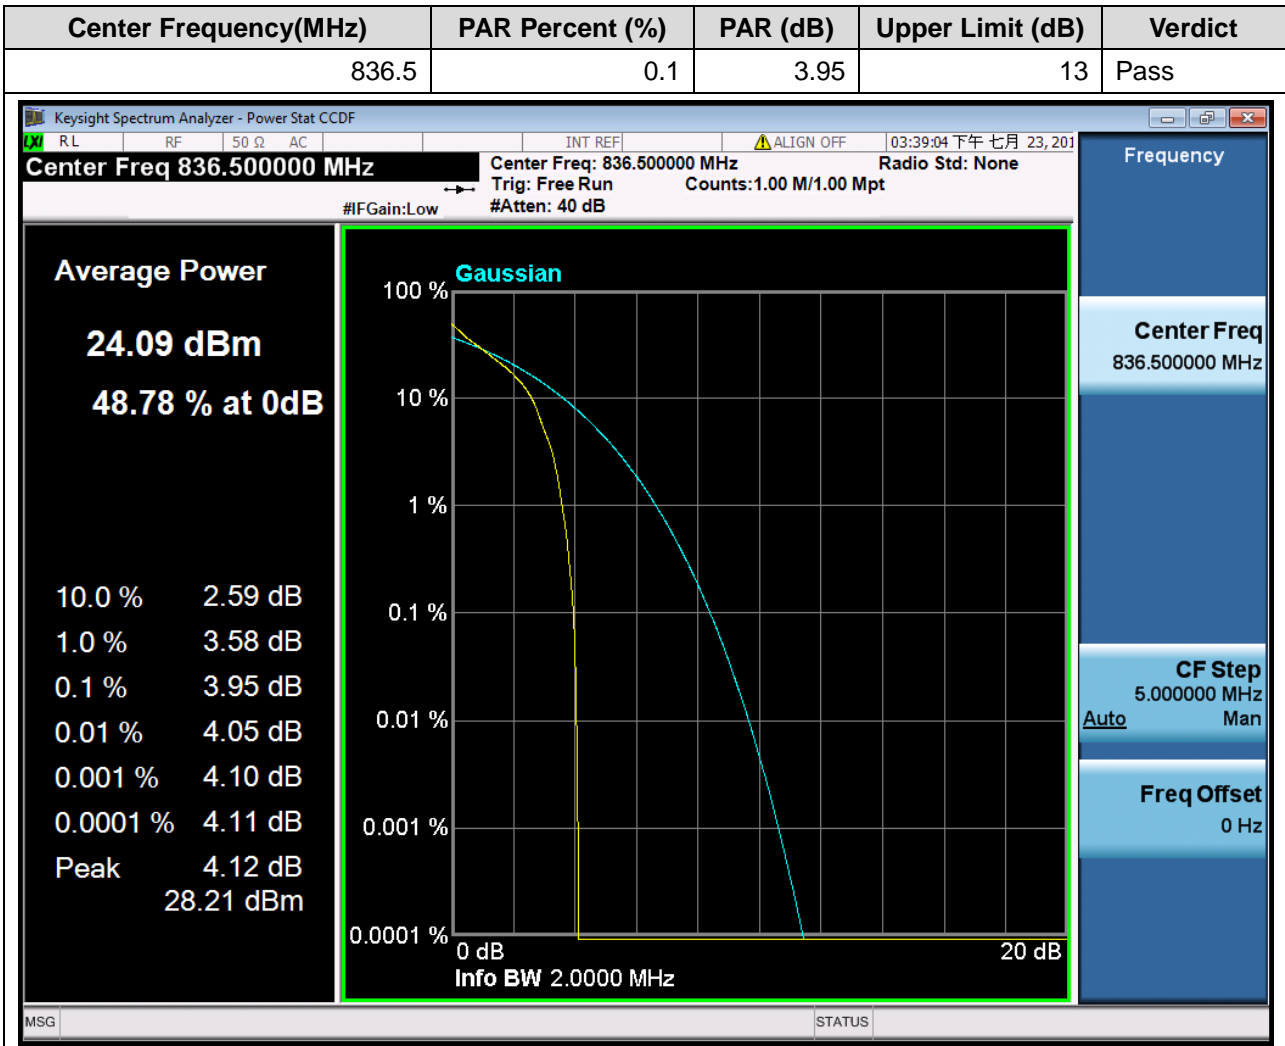 Center Frequency(MHz) PAR Percent (%) PAR (dB) Upper Limit (dB) Verdict
836.5 0.1 3.95 13 Pass
Keysight Spectrum Analyzer - Power Stat CCDF
LXI RL RF 50 Ω AC INT REF ALIGN OFF 03:39:04 下午 七月 23, 201
Center Freq 836.500000 MHz
Center Freq: 836.500000 MHz Radio Std: None
Trig: Free Run Counts:1.00 M/1.00 Mpt
#IFGain:Low #Atten: 40 dB
Frequency
Average Power
24.09 dBm
48.78 % at 0dB
10.0 % 2.59 dB
1.0 % 3.58 dB
0.1 % 3.95 dB
0.01 % 4.05 dB
0.001 % 4.10 dB
0.0001 % 4.11 dB
Peak 4.12 dB
28.21 dBm
Gaussian
100 %
10 %
1 %
0.1 %
0.01 %
0.001 %
0.0001 %
0 dB 20 dB
Info BW 2.0000 MHz
Center Freq
836.500000 MHz
CF Step
5.000000 MHz
Auto Man
Freq Offset
0 Hz
MSG STATUS